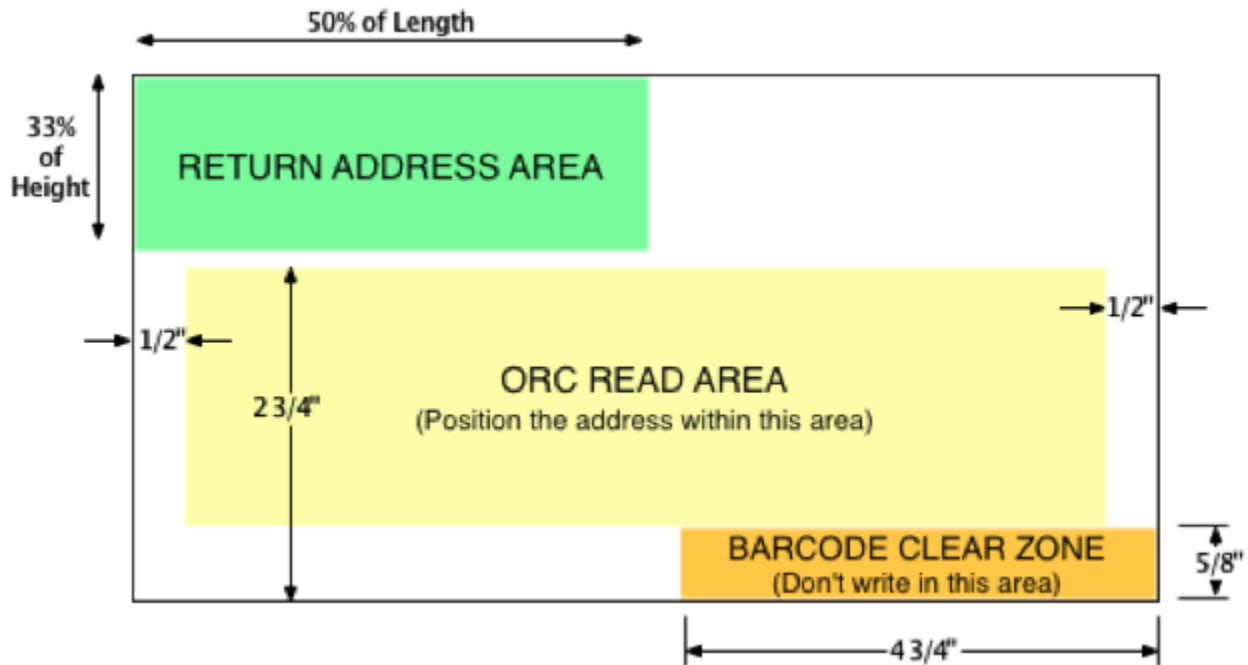 50% of Length
33%
of
Height
RETURN ADDRESS AREA
1/2"
1/2"
ORC READ AREA
2 3/4"
(Position the address within this area)
BARCODE CLEAR ZONE
(Don't write in this area)
5/8"
4 3/4"